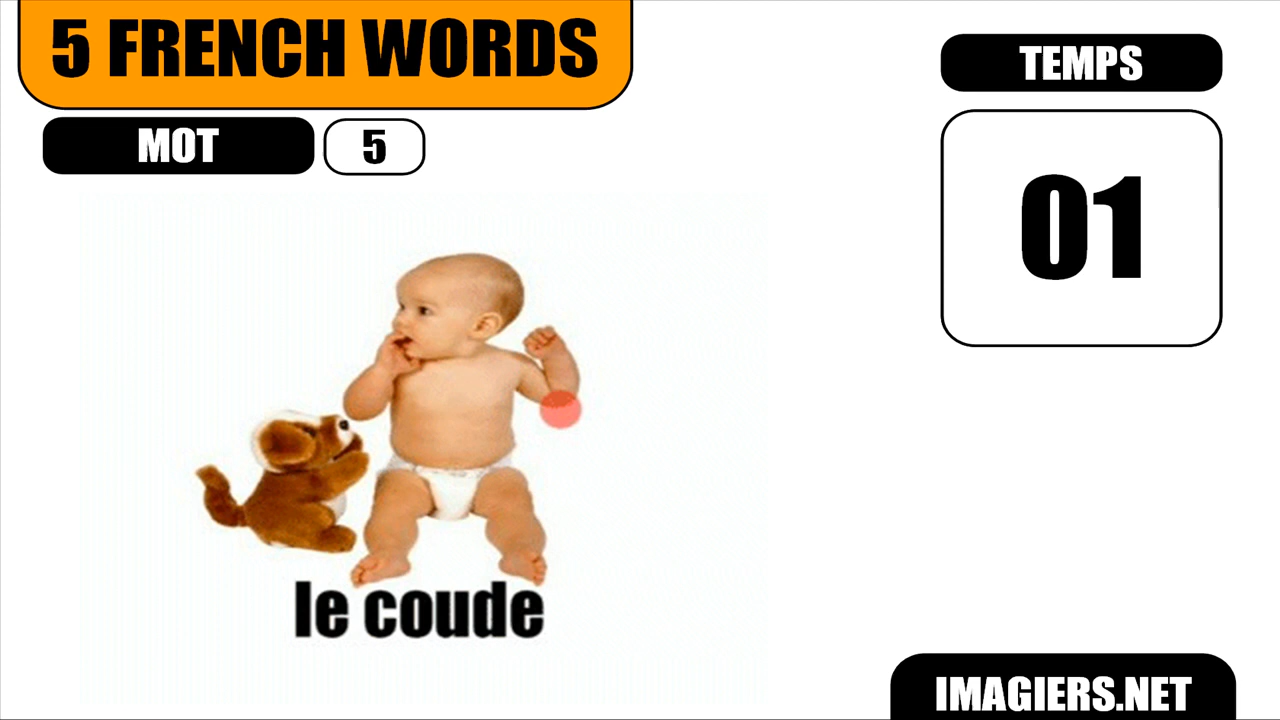 5 FRENCH WORDS
TEMPS
MOT 5
01
le coude
IMAGIERS.NET